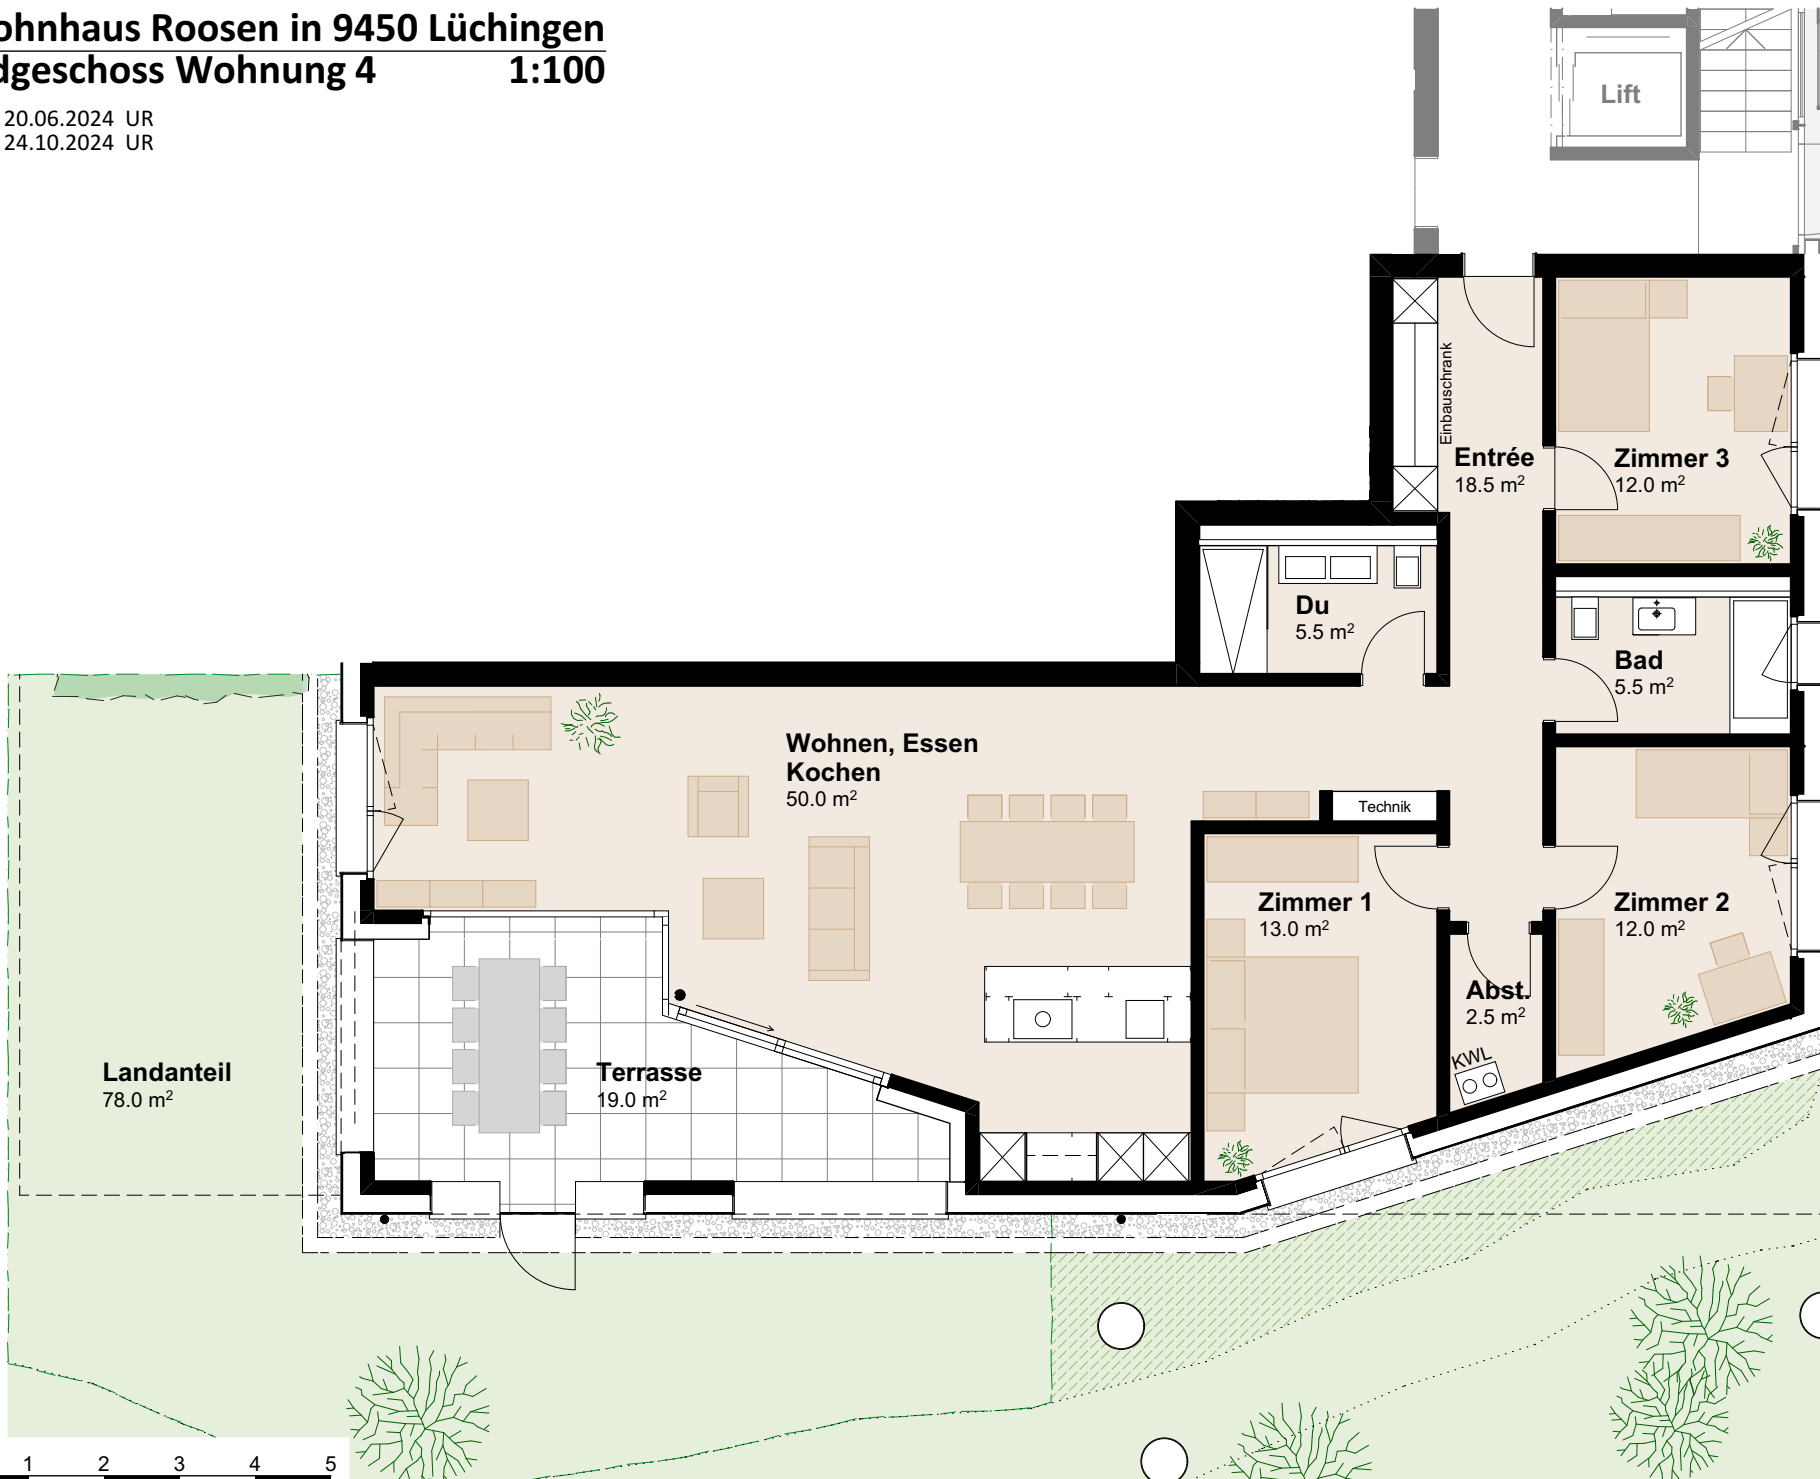 ohnhaus Roosen in 9450 Lüchingen
dgeschoss Wohnung 4 1:100
20.06.2024 UR
24.10.2024 UR
Lift
Einbauschrank
Entrée
18.5 m²
Zimmer 3
12.0 m²
Du
5.5 m²
Bad
5.5 m²
Wohnen, Essen
Kochen
50.0 m²
Technik
Zimmer 1
13.0 m²
Zimmer 2
12.0 m²
Abst.
2.5 m²
KWL
Landanteil
78.0 m²
Terrasse
19.0 m²
1 2 3 4 5